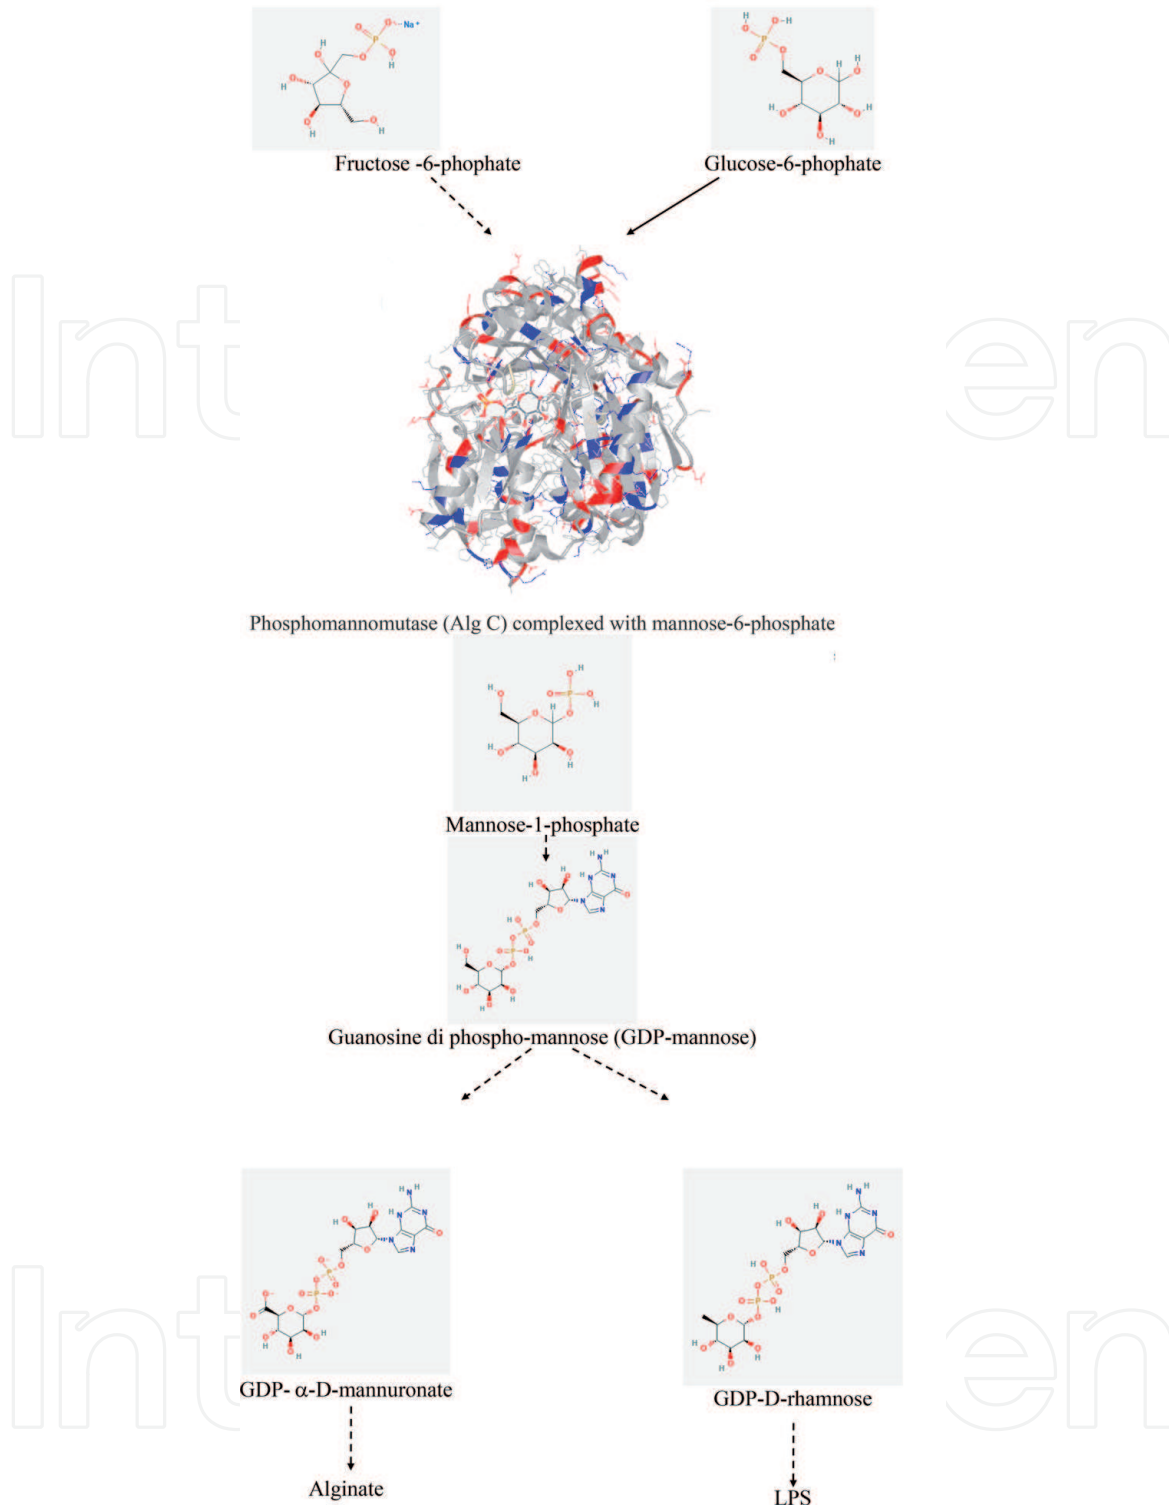 Fructose -6-phophate
Glucose-6-phophate
Phosphomannomutase (Alg C) complexed with mannose-6-phosphate
Mannose-1-phosphate
Guanosine di phospho-mannose (GDP-mannose)
GDP- α-D-mannuronate
GDP-D-rhamnose
Alginate
LPS